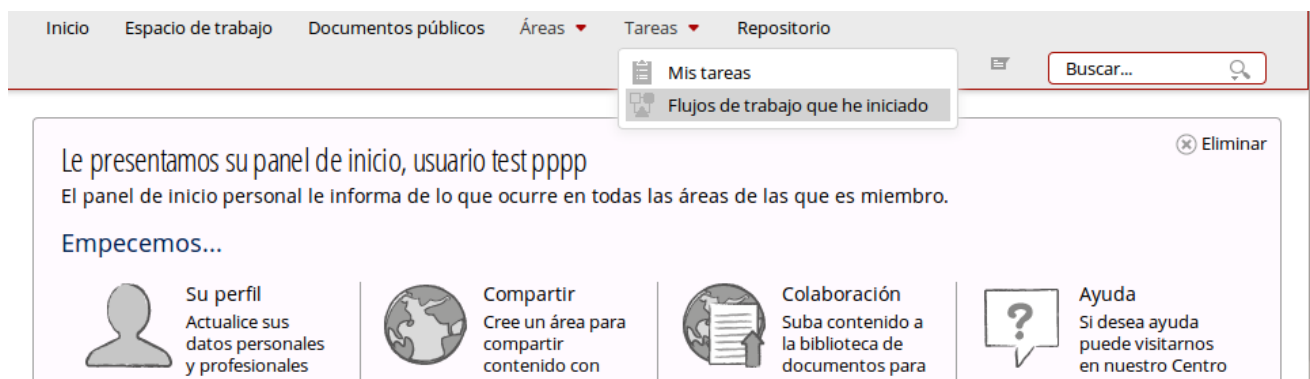 Inicio Espacio de trabajo Documentos públicos Áreas Tareas Repositorio
Mis tareas
Buscar...
Flujos de trabajo que he iniciado
Eliminar
Le presentamos su panel de inicio, usuario test pppp
El panel de inicio personal le informa de lo que ocurre en todas las áreas de las que es miembro.
Empecemos...
Su perfil
Actualice sus
datos personales
y profesionales
Compartir
Cree un área para
compartir
contenido con
Colaboración
Suba contenido a
la biblioteca de
documentos para
Ayuda
Si desea ayuda
puede visitarnos
en nuestro Centro